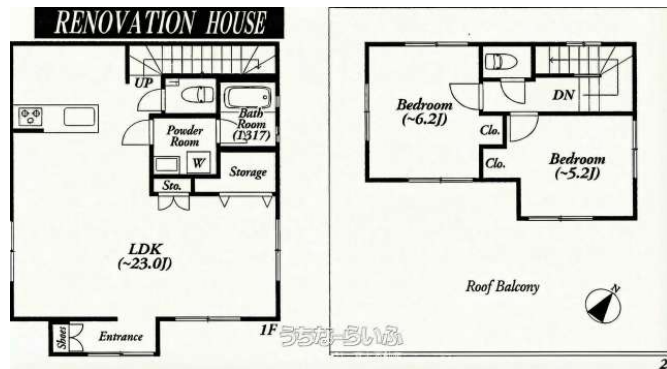 RENOVATION HOUSE
UP
Bath
Room
(1317)
Powder
Room
W
Storage
Sto.
LDK
(~23.0J)
Shoes
Entrance
1F
Bedroom
(~6.2J)
DN
Clo.
Clo.
Bedroom
(~5.2J)
Roof Balcony
N
うちなーらいふ
2